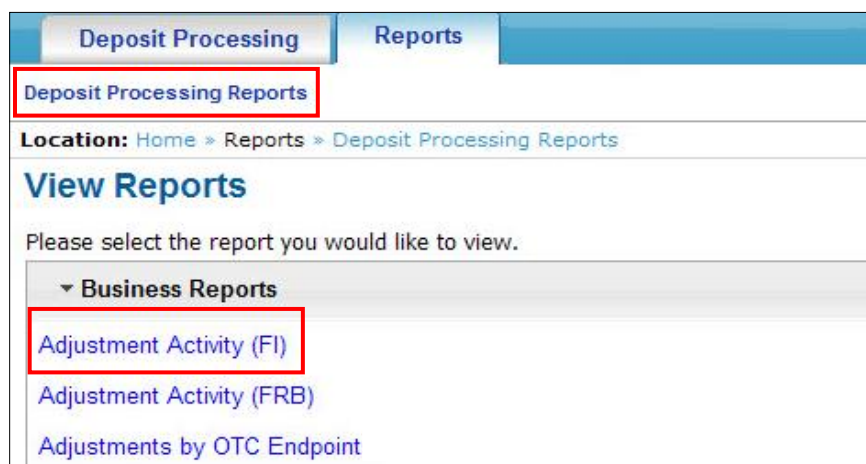 Deposit Processing Reports
Deposit Processing Reports
Location: Home » Reports » Deposit Processing Reports
View Reports
Please select the report you would like to view.
Business Reports
Adjustment Activity (FI)
Adjustment Activity (FRB)
Adjustments by OTC Endpoint